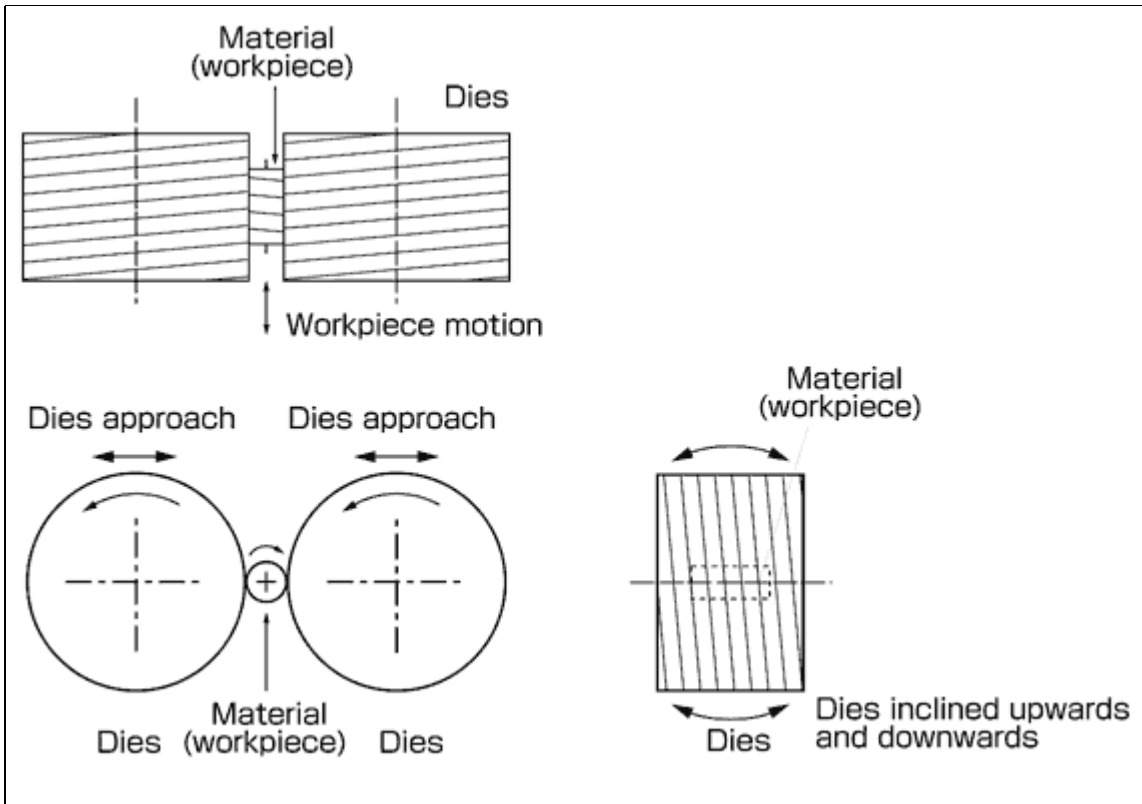 Material
(workpiece)
Dies
Workpiece motion
Dies approach
Dies approach
Material
(workpiece)
Dies
Dies
Material
(workpiece)
Dies
Dies inclined upwards
and downwards